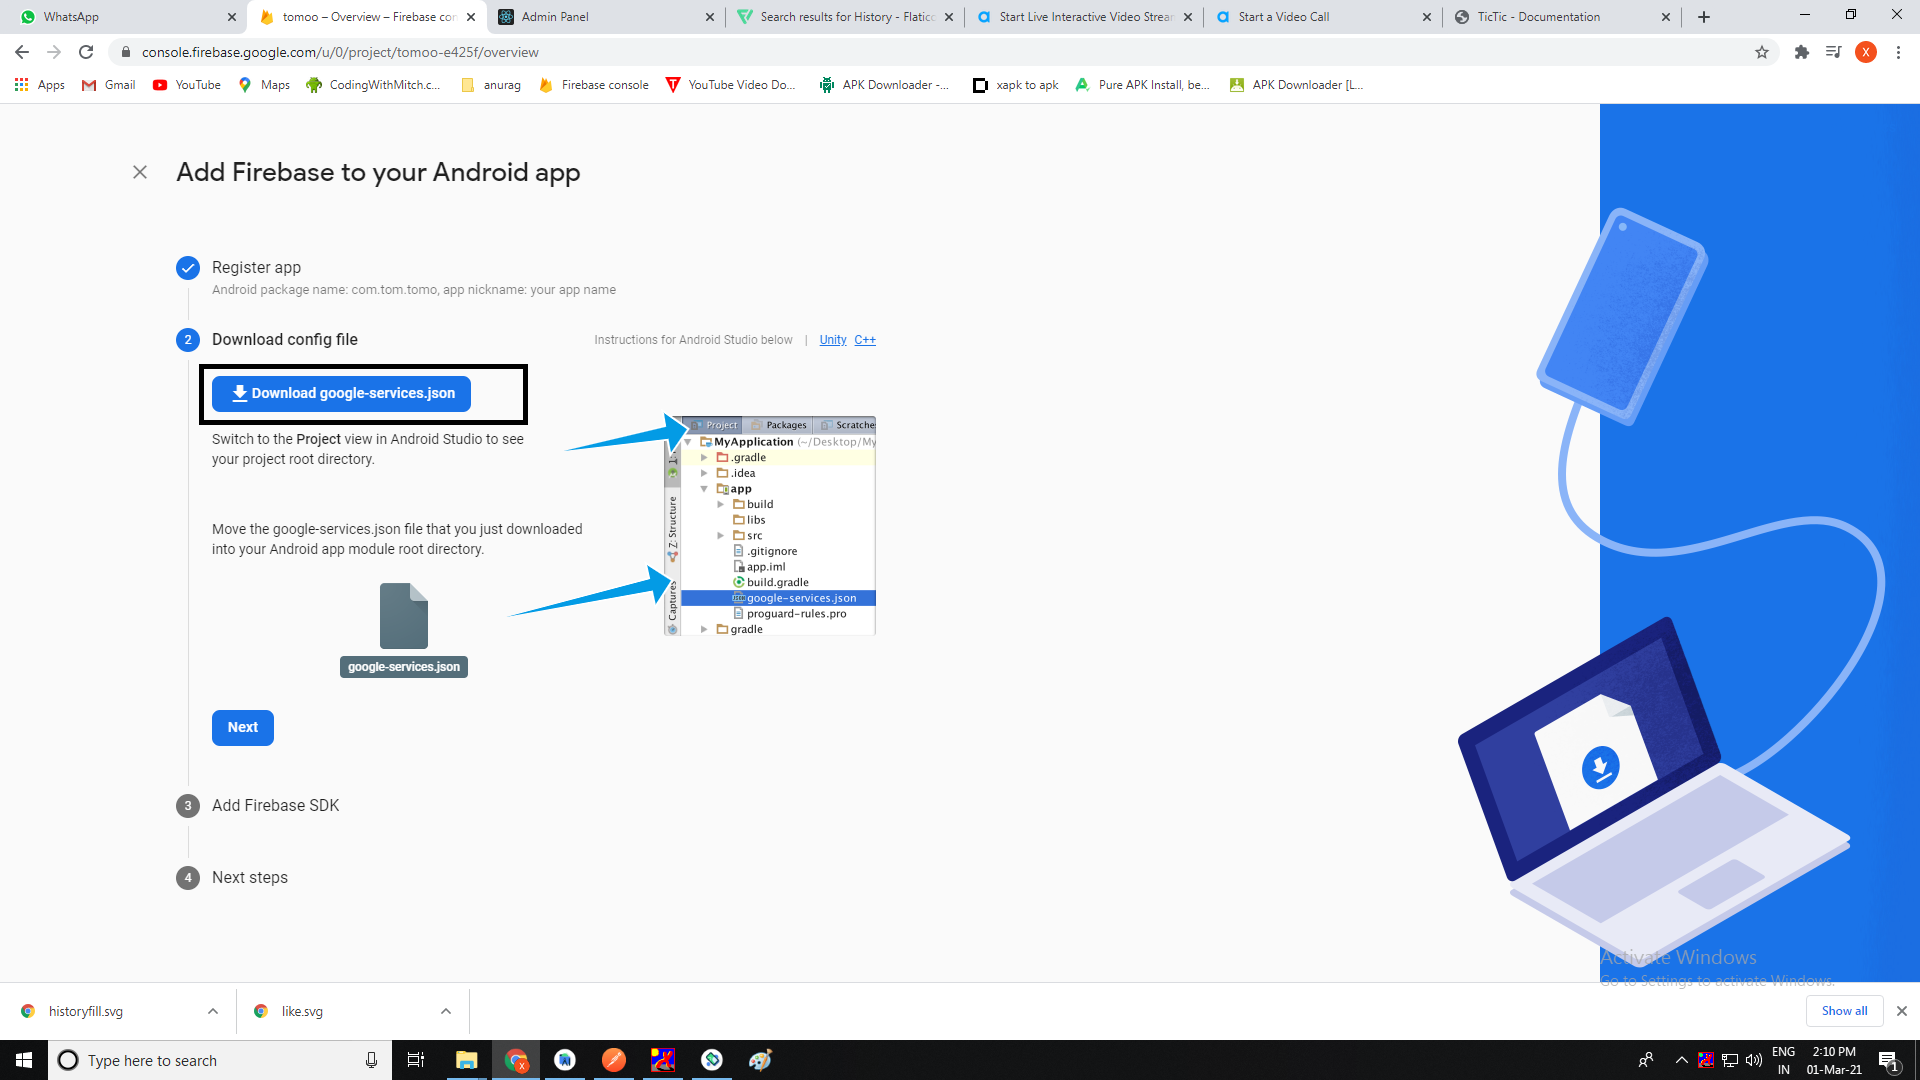 WhatsApp
tomoo – Overview – Firebase con
Admin Panel
Search results for History - Flatico
Start Live Interactive Video Strea
Start a Video Call
TicTic - Documentation
console.firebase.google.com/u/0/project/tomoo-e425f/overview
X
Apps
Gmail
YouTube
Maps
CodingWithMitch.c...
anurag
Firebase console
YouTube Video Do...
APK Downloader -...
xapk to apk
Pure APK Install, be...
APK Downloader [L...
Add Firebase to your Android app
Register app
Android package name: com.tom.tomo, app nickname: your app name
2 Download config file
Instructions for Android Studio below | Unity C++
Download google-services.json
Switch to the Project view in Android Studio to see
your project root directory.
Move the google-services.json file that you just downloaded
into your Android app module root directory.
google-services.json
Project Packages Scratches
MyApplication (~/Desktop/My
.gradle
.idea
app
build
libs
src
.gitignore
app.iml
build.gradle
google-services.json
proguard-rules.pro
gradle
Z: Structure
Captures
Next
3 Add Firebase SDK
4 Next steps
Activate Windows
Go to Settings to activate Windows.
historyfill.svg
like.svg
Show all
Type here to search
ENG
IN
2:10 PM
01-Mar-21
1